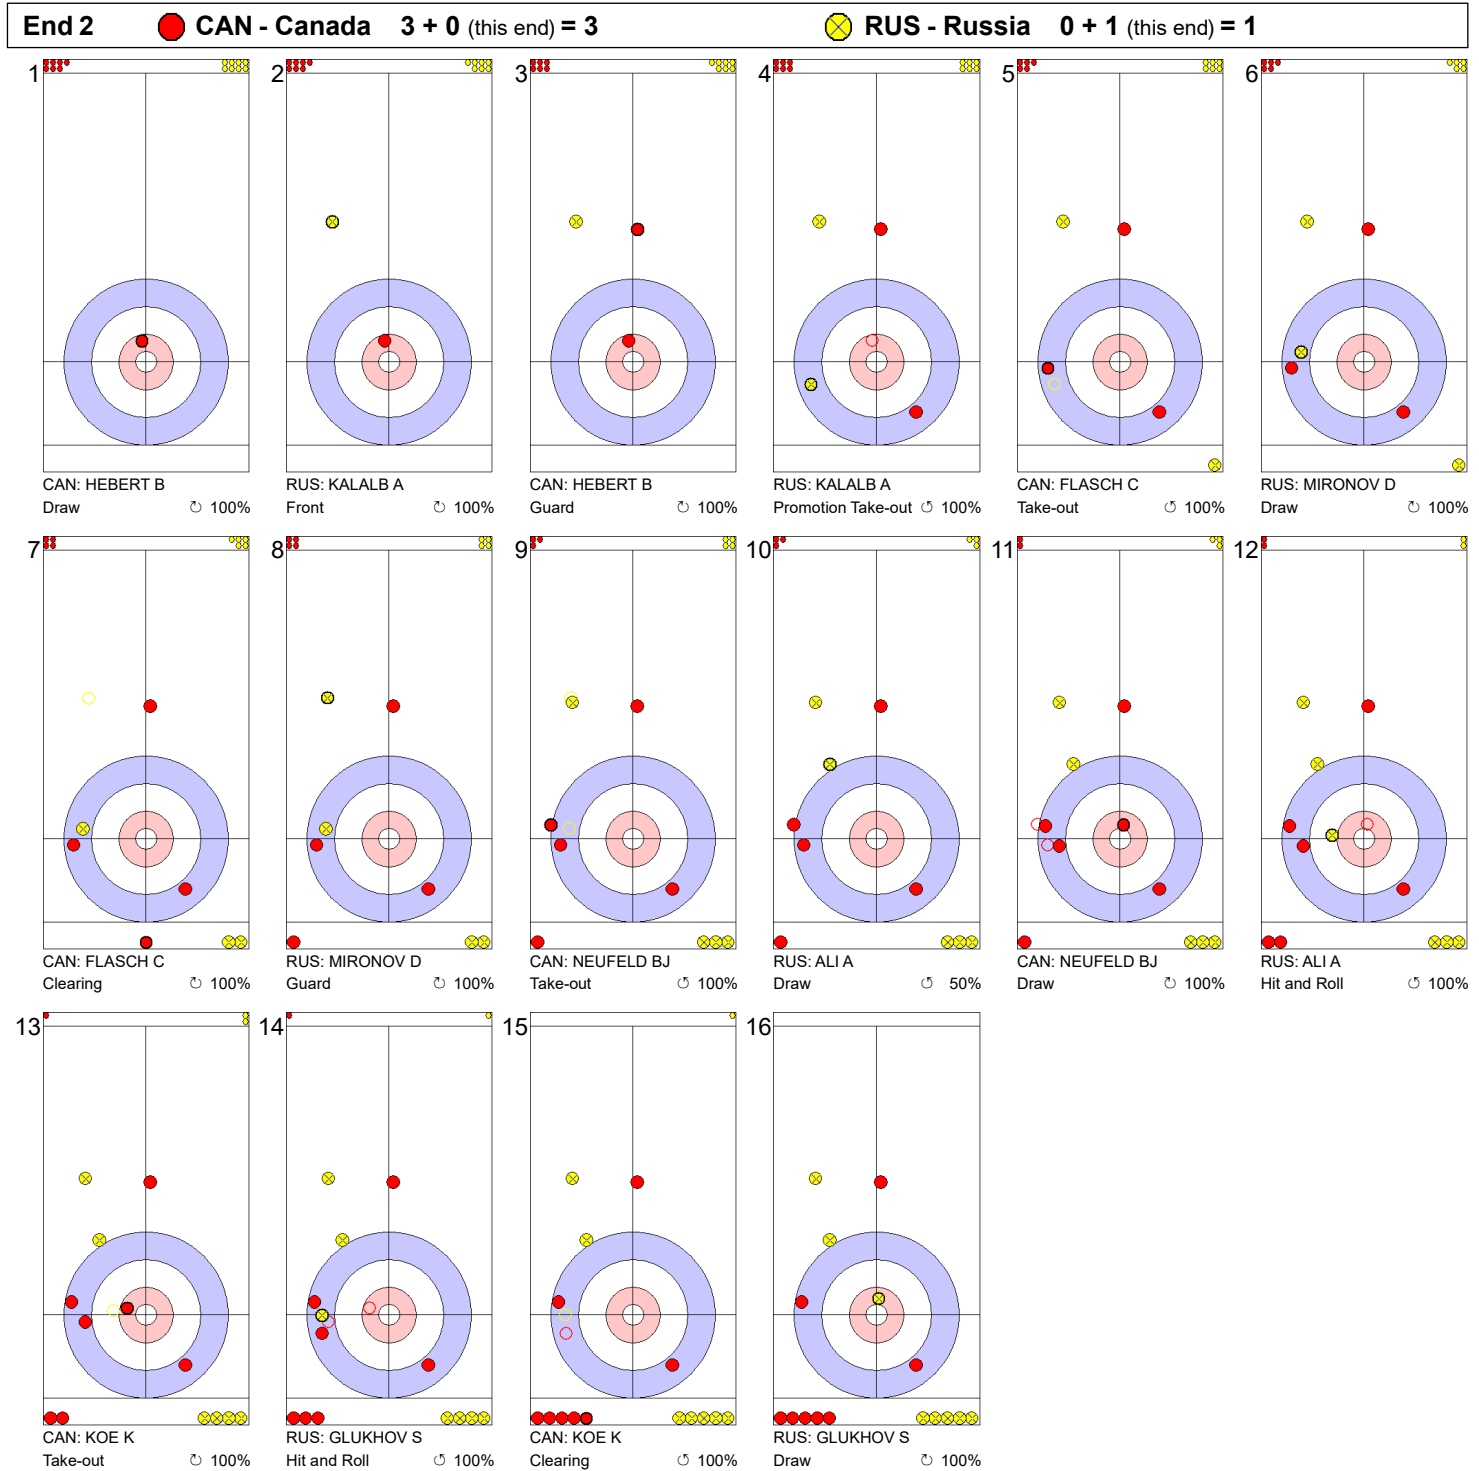 End 2 CAN - Canada 3 + 0 (this end) = 3 RUS - Russia 0 + 1 (this end) = 1
1 2 3 4 5 6
CAN: HEBERT B
Draw ↻ 100%
RUS: KALALB A
Front ↻ 100%
CAN: HEBERT B
Guard ↻ 100%
RUS: KALALB A
Promotion Take-out ↺ 100%
CAN: FLASCH C
Take-out ↻ 100%
RUS: MIRONOV D
Draw ↻ 100%
7 8 9 10 11 12
CAN: FLASCH C
Clearing ↻ 100%
RUS: MIRONOV D
Guard ↻ 100%
CAN: NEUFELD BJ
Take-out ↺ 100%
RUS: ALI A
Draw ↺ 50%
CAN: NEUFELD BJ
Draw ↺ 100%
RUS: ALI A
Hit and Roll ↺ 100%
13 14 15 16
CAN: KOE K
Take-out ↻ 100%
RUS: GLUKHOV S
Hit and Roll ↺ 100%
CAN: KOE K
Clearing ↺ 100%
RUS: GLUKHOV S
Draw ↺ 100%